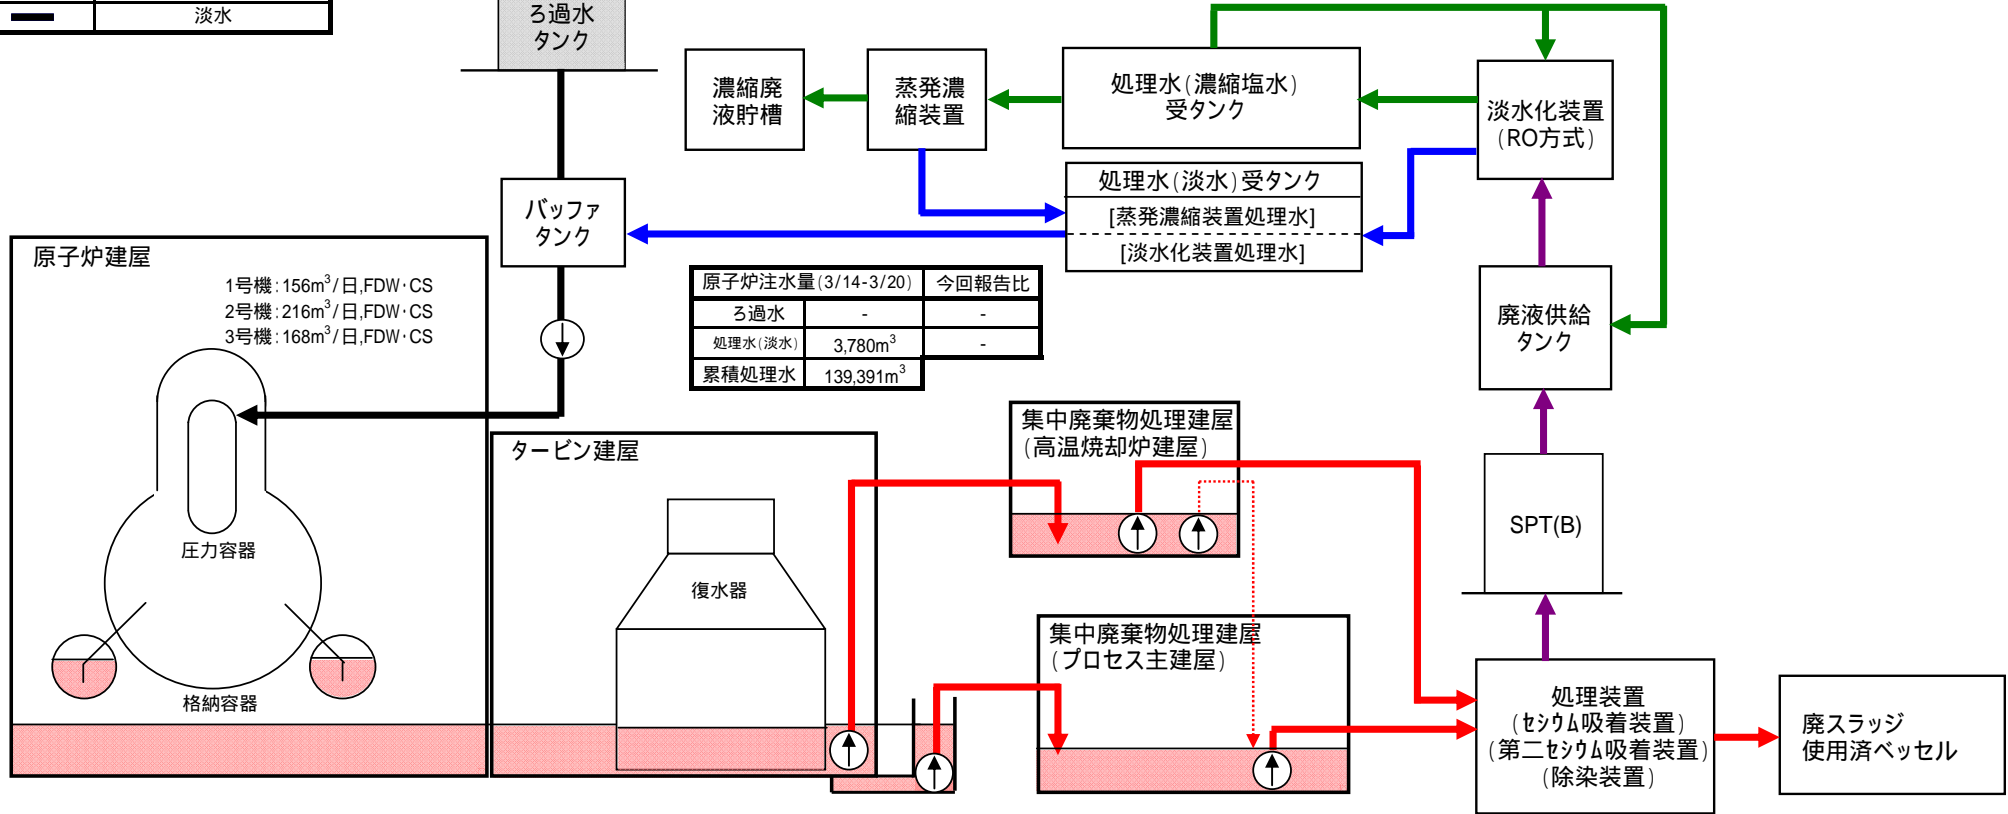 淡水
ろ過水
タンク
濃縮廃
液貯槽
蒸発濃
縮装置
処理水(濃縮塩水)
受タンク
淡水化装置
(RO方式)
処理水(淡水)受タンク
[蒸発濃縮装置処理水]
[淡水化装置処理水]
バッファ
タンク
原子炉建屋
1号機:156m³/日,FDW・CS
2号機:216m³/日,FDW・CS
3号機:168m³/日,FDW・CS
原子炉注水量(3/14-3/20) 今回報告比
ろ過水 - -
処理水(淡水) 3,780m³ -
累積処理水 139,391m³
廃液供給
タンク
圧力容器
格納容器
タービン建屋
復水器
集中廃棄物処理建屋
(高温焼却炉建屋)
SPT(B)
集中廃棄物処理建屋
(プロセス主建屋)
処理装置
(セシウム吸着装置)
(第二セシウム吸着装置)
(除染装置)
廃スラッジ
使用済ベッセル